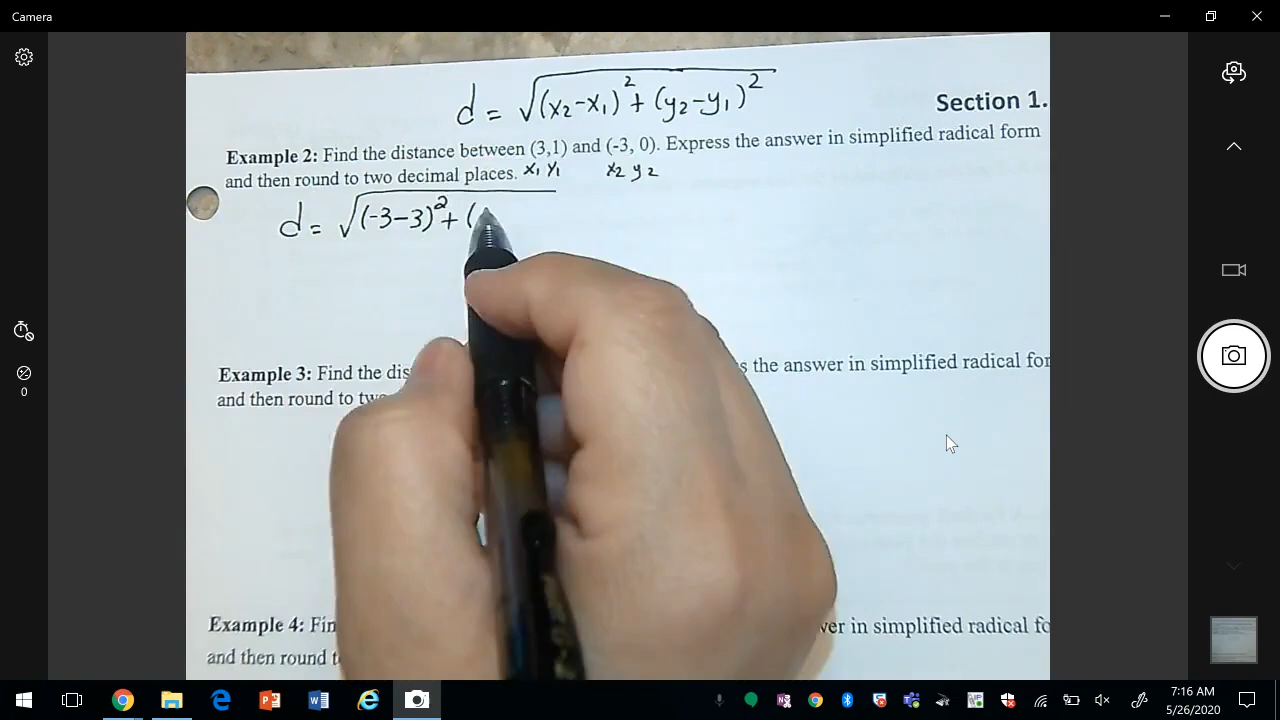 Camera
d = √(x₂-x₁)² + (y₂-y₁)²
Section 1.
Example 2: Find the distance between (3,1) and (-3, 0). Express the answer in simplified radical form
and then round to two decimal places. x₁ y₁ x₂ y₂
d = √(-3-3)² + (
Example 3: Find the dis s the answer in simplified radical for
and then round to tw
0
Example 4: Fin ver in simplified radical fo
and then round t
7:16 AM
5/26/2020